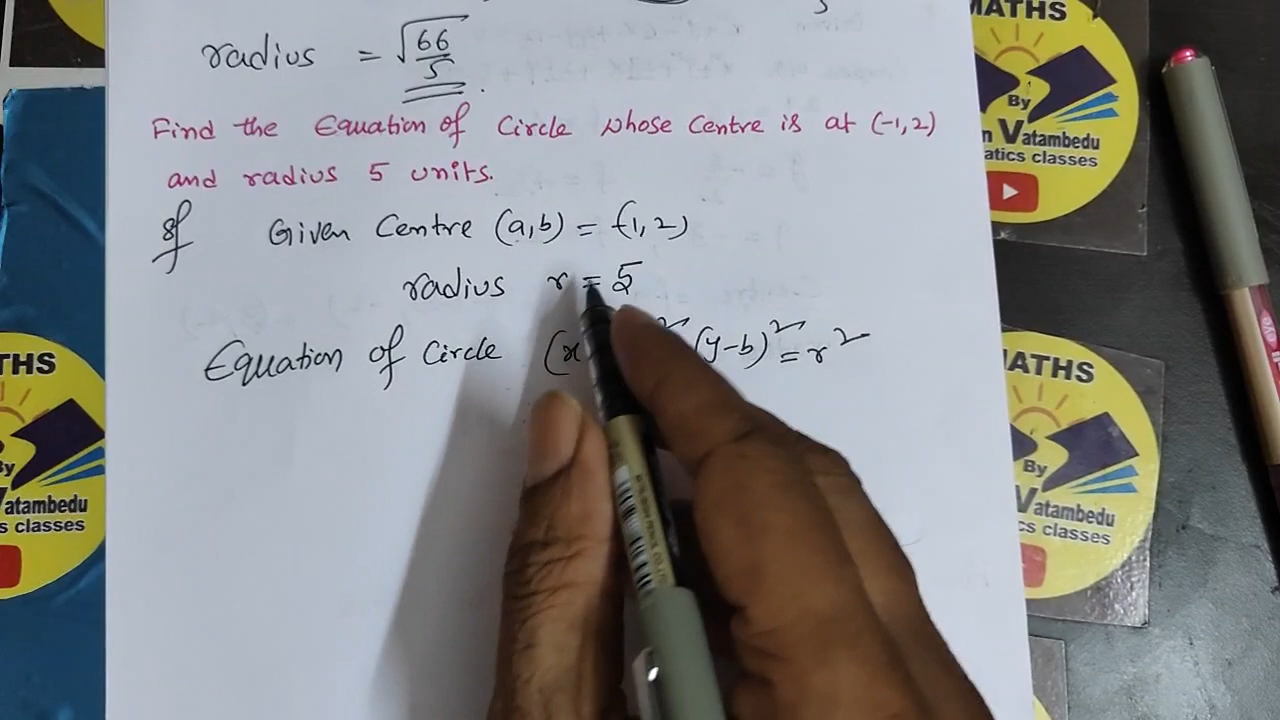 radius = √66/5
Find the Equation of Circle whose Centre is at (-1,2)
and radius 5 units.
Given Centre (a,b) = (-1,2)
radius r = 5
Equation of Circle (x ² (y-b)² = r²
MATHS
By
n Vatambedu
atics classes
THS
By
Vatambedu
s classes
MATHS
By
Vatambedu
cs classes